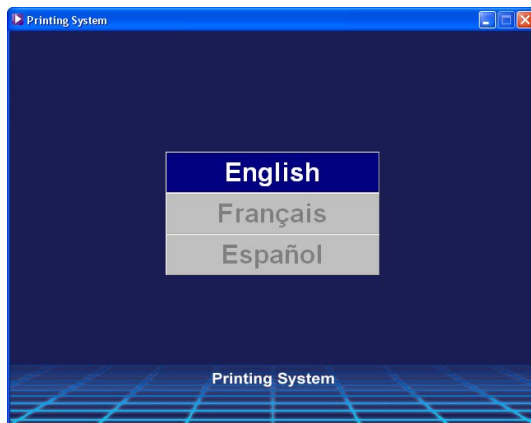 Printing System
English
Français
Español
Printing System